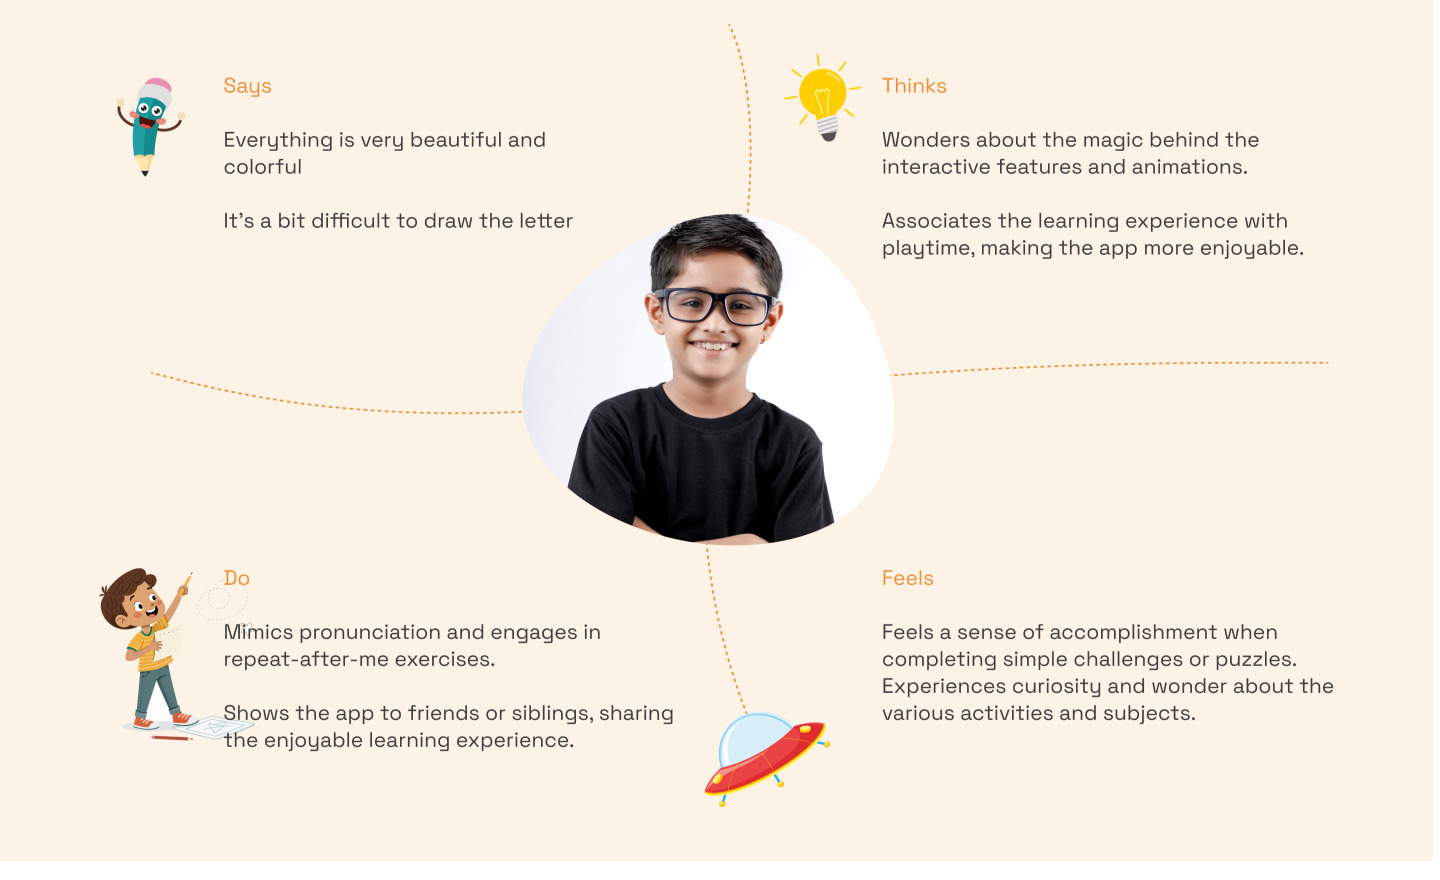 Says
Everything is very beautiful and
colorful
It's a bit difficult to draw the letter
Thinks
Wonders about the magic behind the
interactive features and animations.
Associates the learning experience with
playtime, making the app more enjoyable.
Do
Mimics pronunciation and engages in
repeat-after-me exercises.
Shows the app to friends or siblings, sharing
the enjoyable learning experience.
Feels
Feels a sense of accomplishment when
completing simple challenges or puzzles.
Experiences curiosity and wonder about the
various activities and subjects.